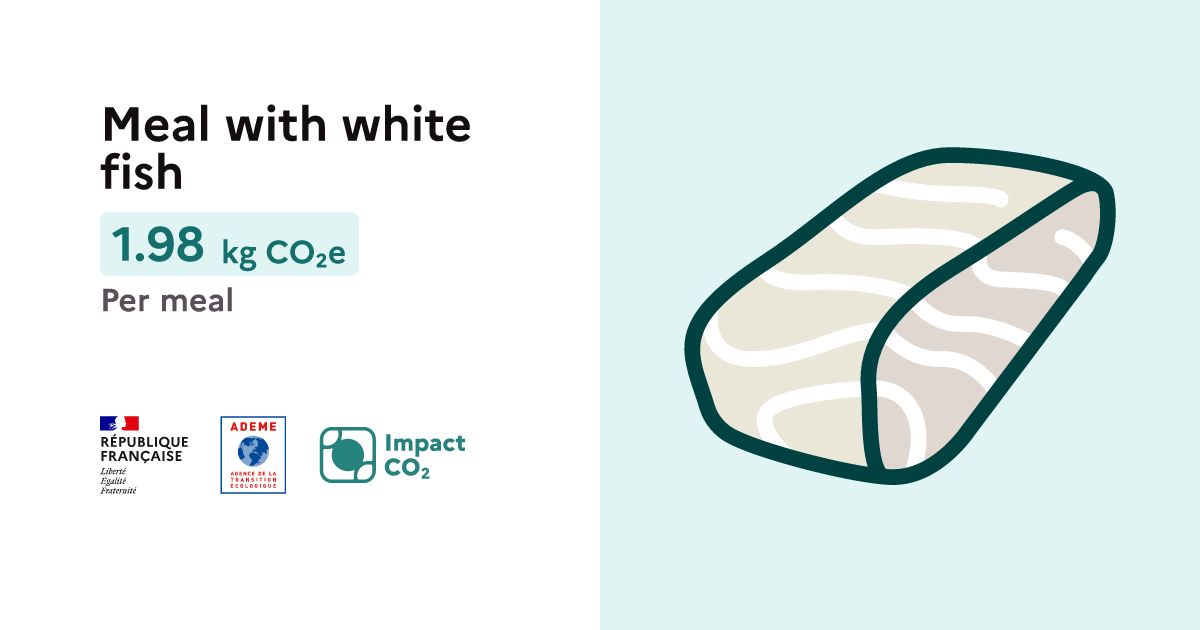 Meal with white
fish
1.98 kg CO₂e
Per meal
RÉPUBLIQUE
FRANÇAISE
Liberté
Égalité
Fraternité
ADEME
AGENCE DE LA
TRANSITION
ÉCOLOGIQUE
Impact
CO₂